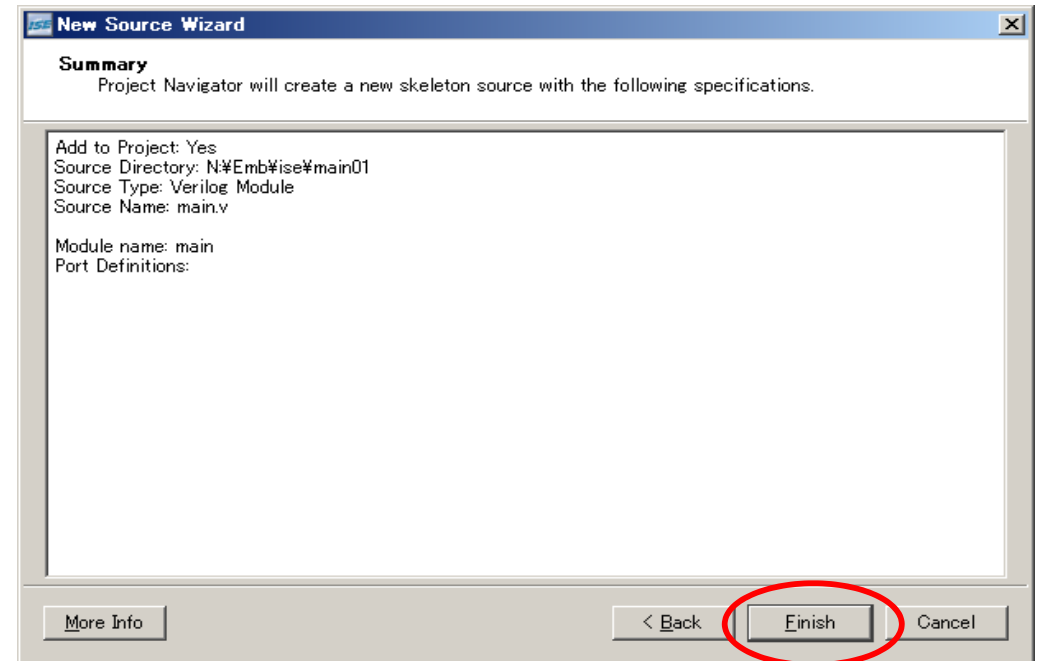 ISE New Source Wizard
Summary
Project Navigator will create a new skeleton source with the following specifications.
Add to Project: Yes
Source Directory: N:¥Emb¥ise¥main01
Source Type: Verilog Module
Source Name: main.v
Module name: main
Port Definitions:
More Info
< Back
Finish
Cancel